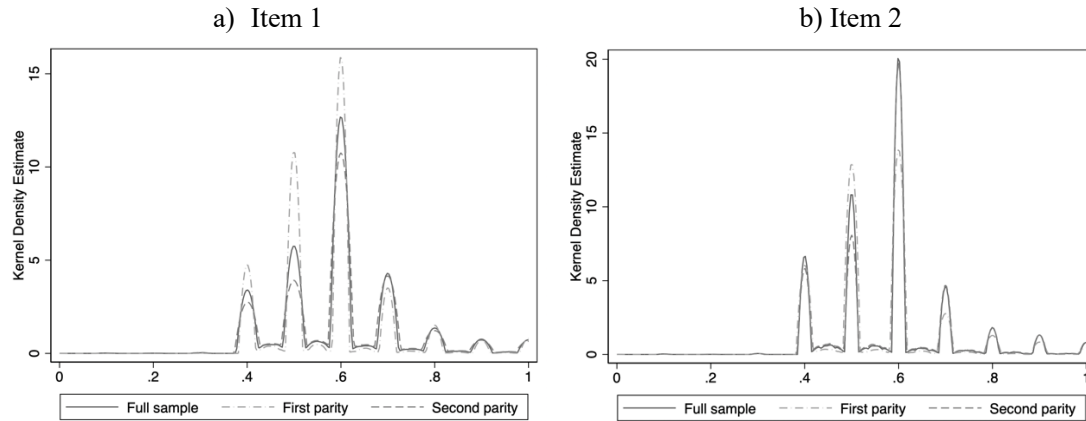 a) Item 1
Kernel Density Estimate
15
10
5
0
0 .2 .4 .6 .8 1
Full sample First parity Second parity
b) Item 2
Kernel Density Estimate
20
15
10
5
0
0 .2 .4 .6 .8 1
Full sample First parity Second parity